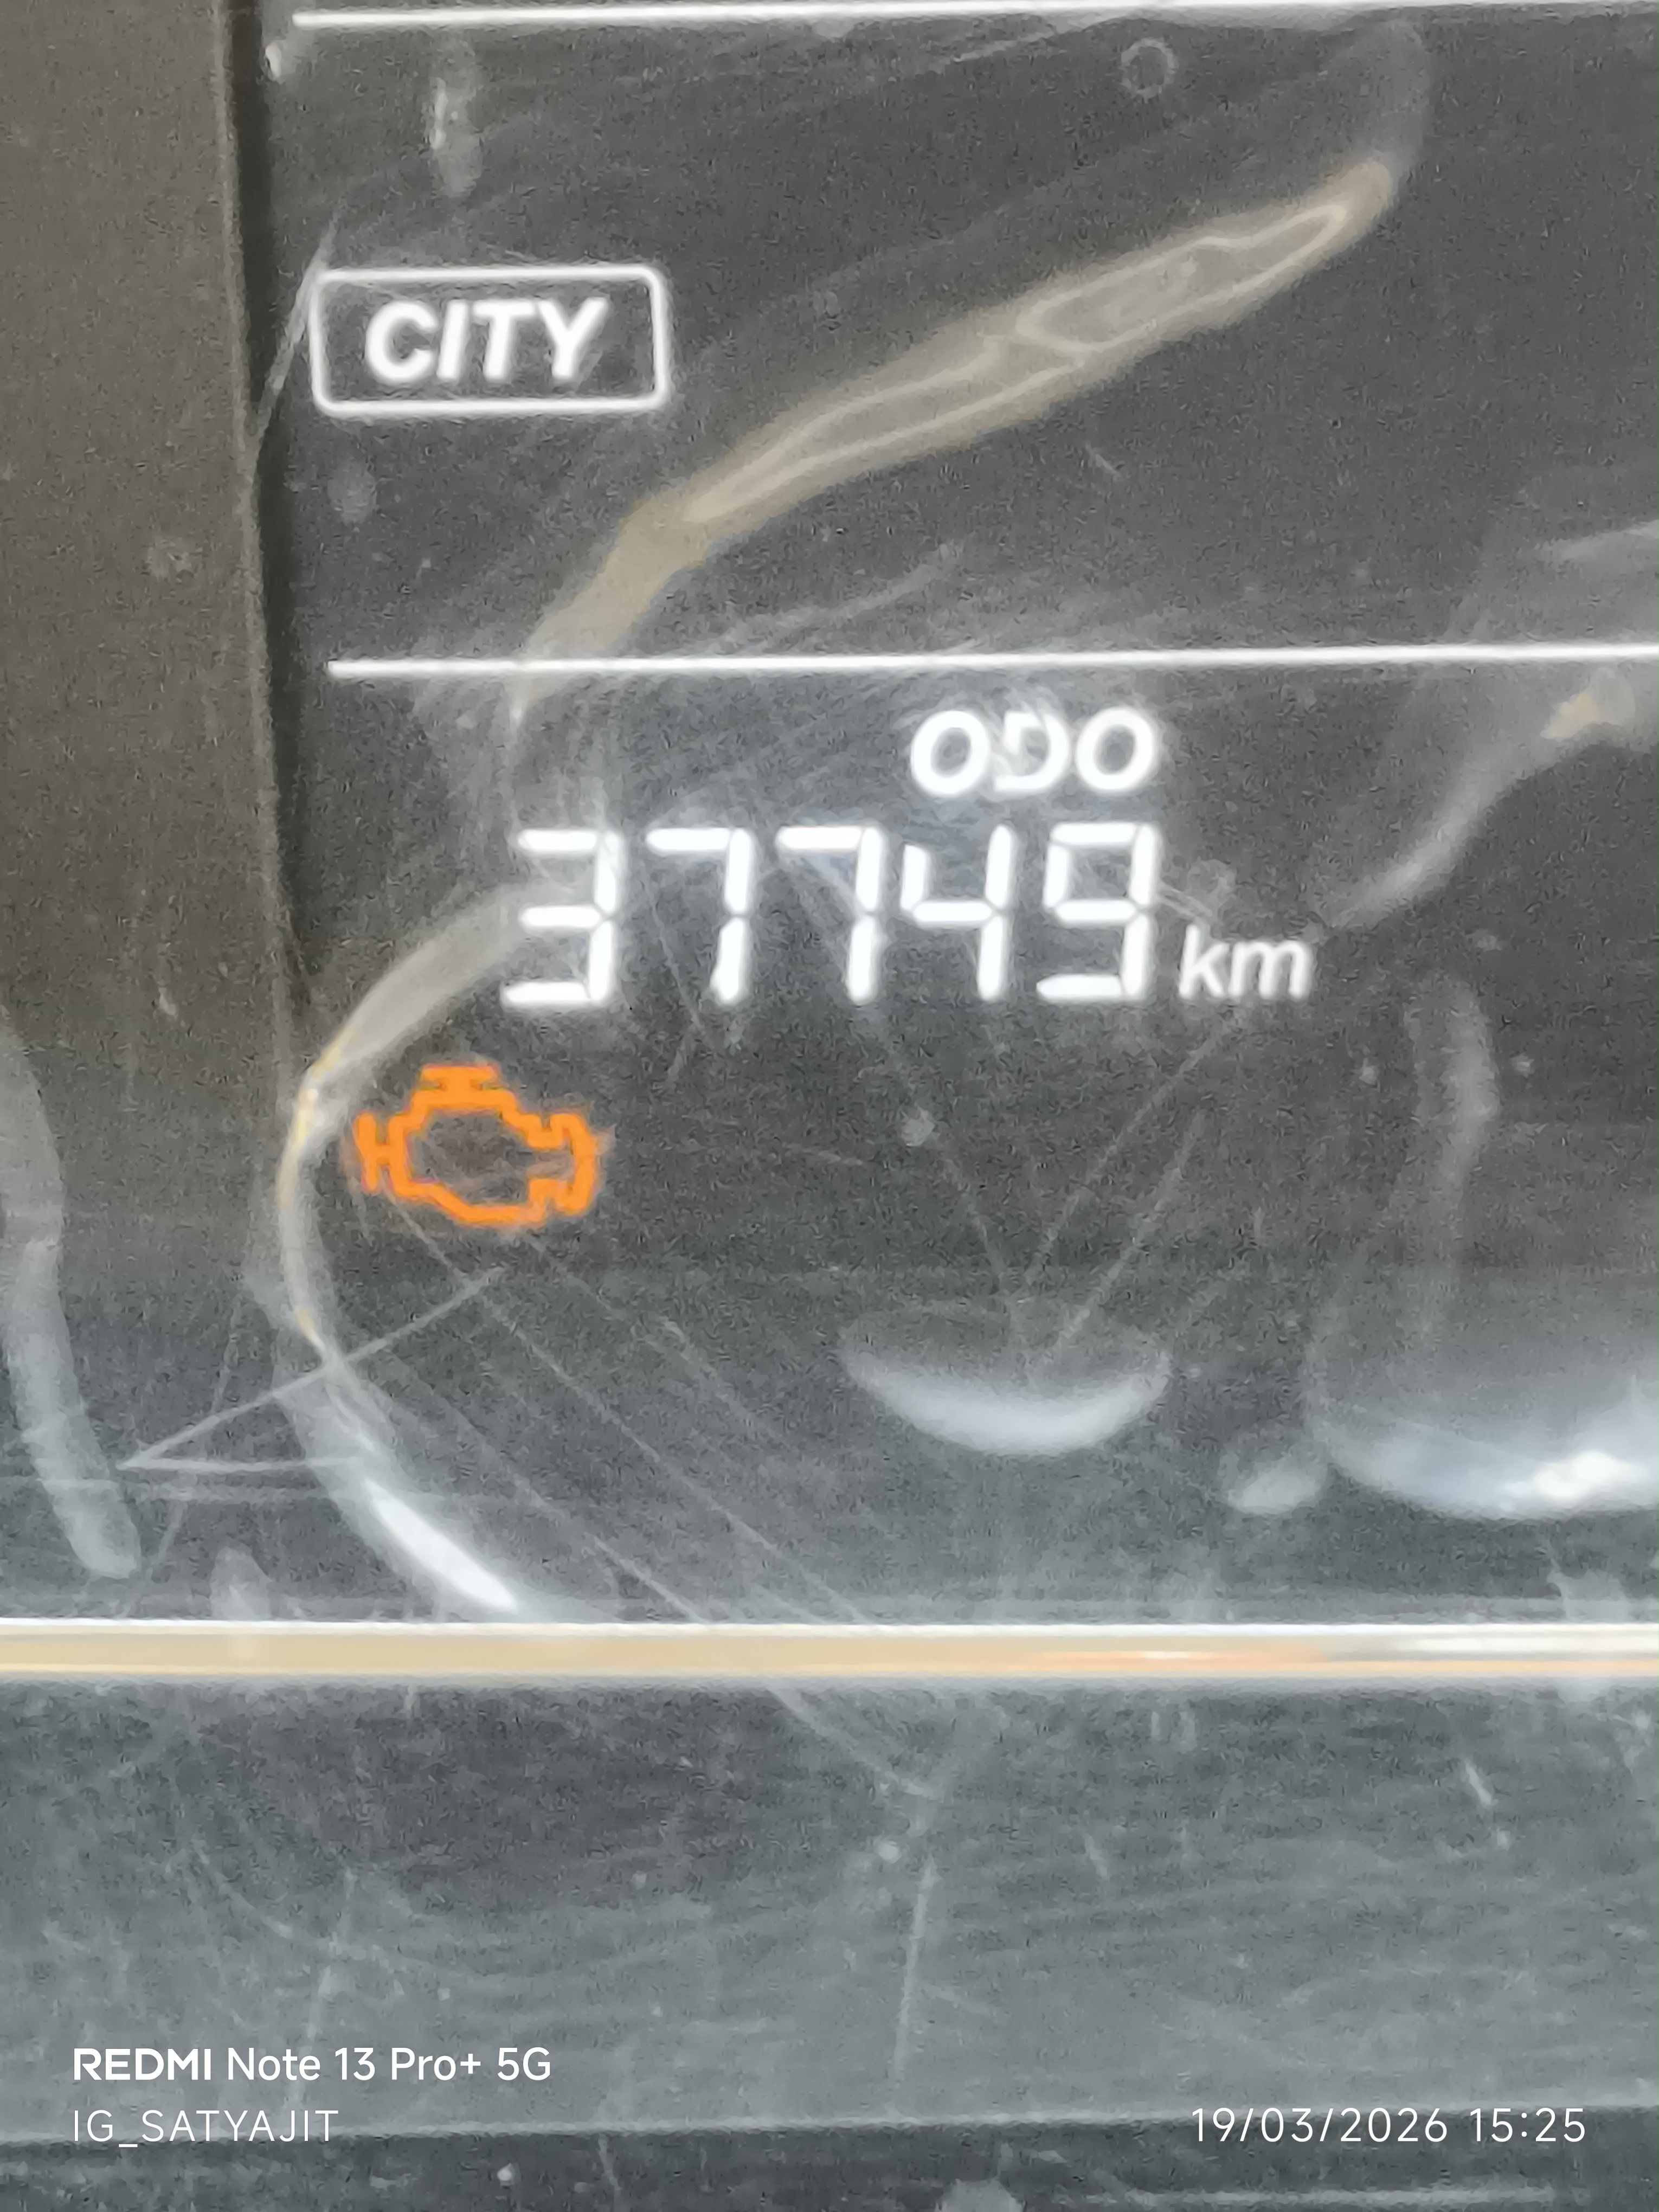 CITY
ODO
37749 km
REDMI Note 13 Pro+ 5G
IG_SATYAJIT
19/03/2026 15:25